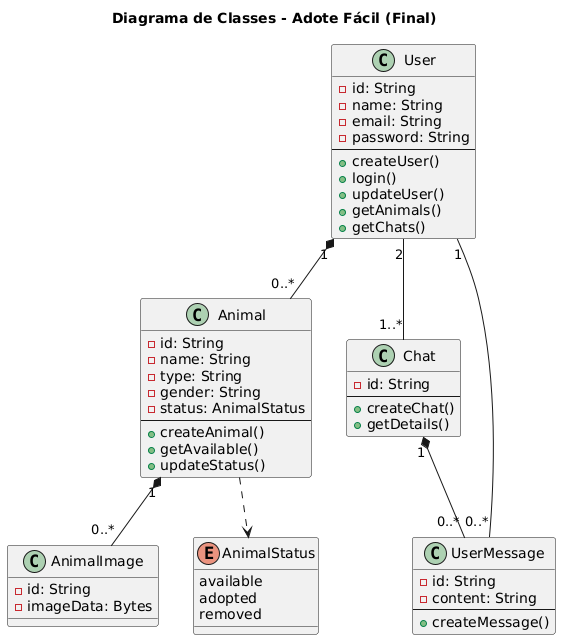 Diagrama de Classes - Adote Fácil (Final)
C User
id: String
name: String
email: String
password: String
createUser()
login()
updateUser()
getAnimals()
getChats()
1
2
1
0..*
1..*
C Animal
id: String
name: String
type: String
gender: String
status: AnimalStatus
createAnimal()
getAvailable()
updateStatus()
C Chat
id: String
createChat()
getDetails()
1
1
0..*
0..*
0..*
C AnimalImage
id: String
imageData: Bytes
E AnimalStatus
available
adopted
removed
C UserMessage
id: String
content: String
createMessage()